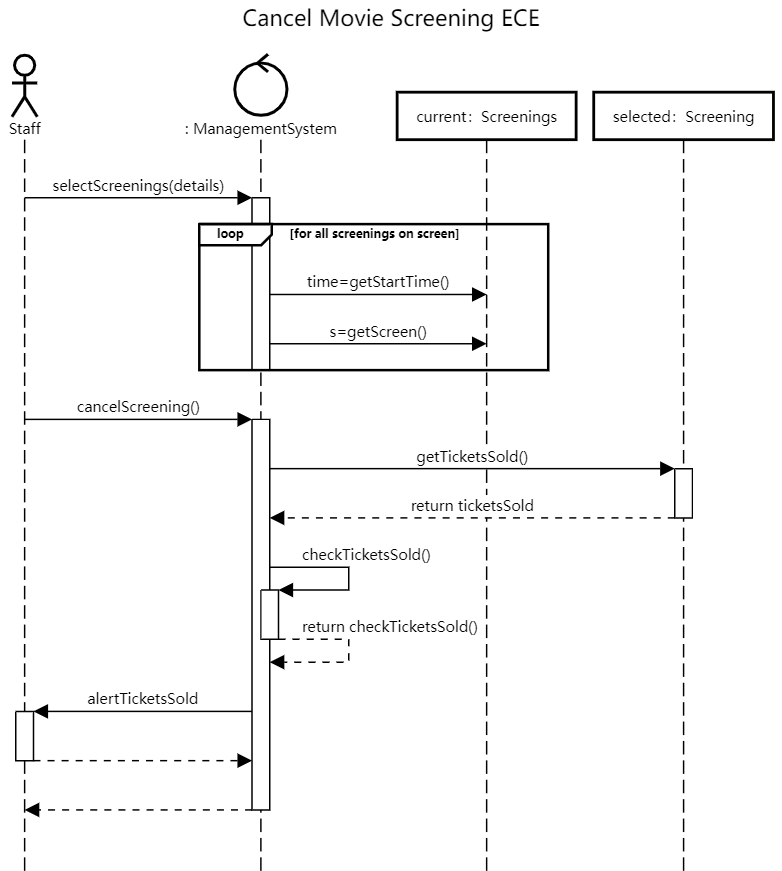 Cancel Movie Screening ECE
Staff
: ManagementSystem
current: Screenings
selected: Screening
selectScreenings(details)
loop
[for all screenings on screen]
time=getStartTime()
s=getScreen()
cancelScreening()
getTicketsSold()
return ticketsSold
checkTicketsSold()
return checkTicketsSold()
alertTicketsSold